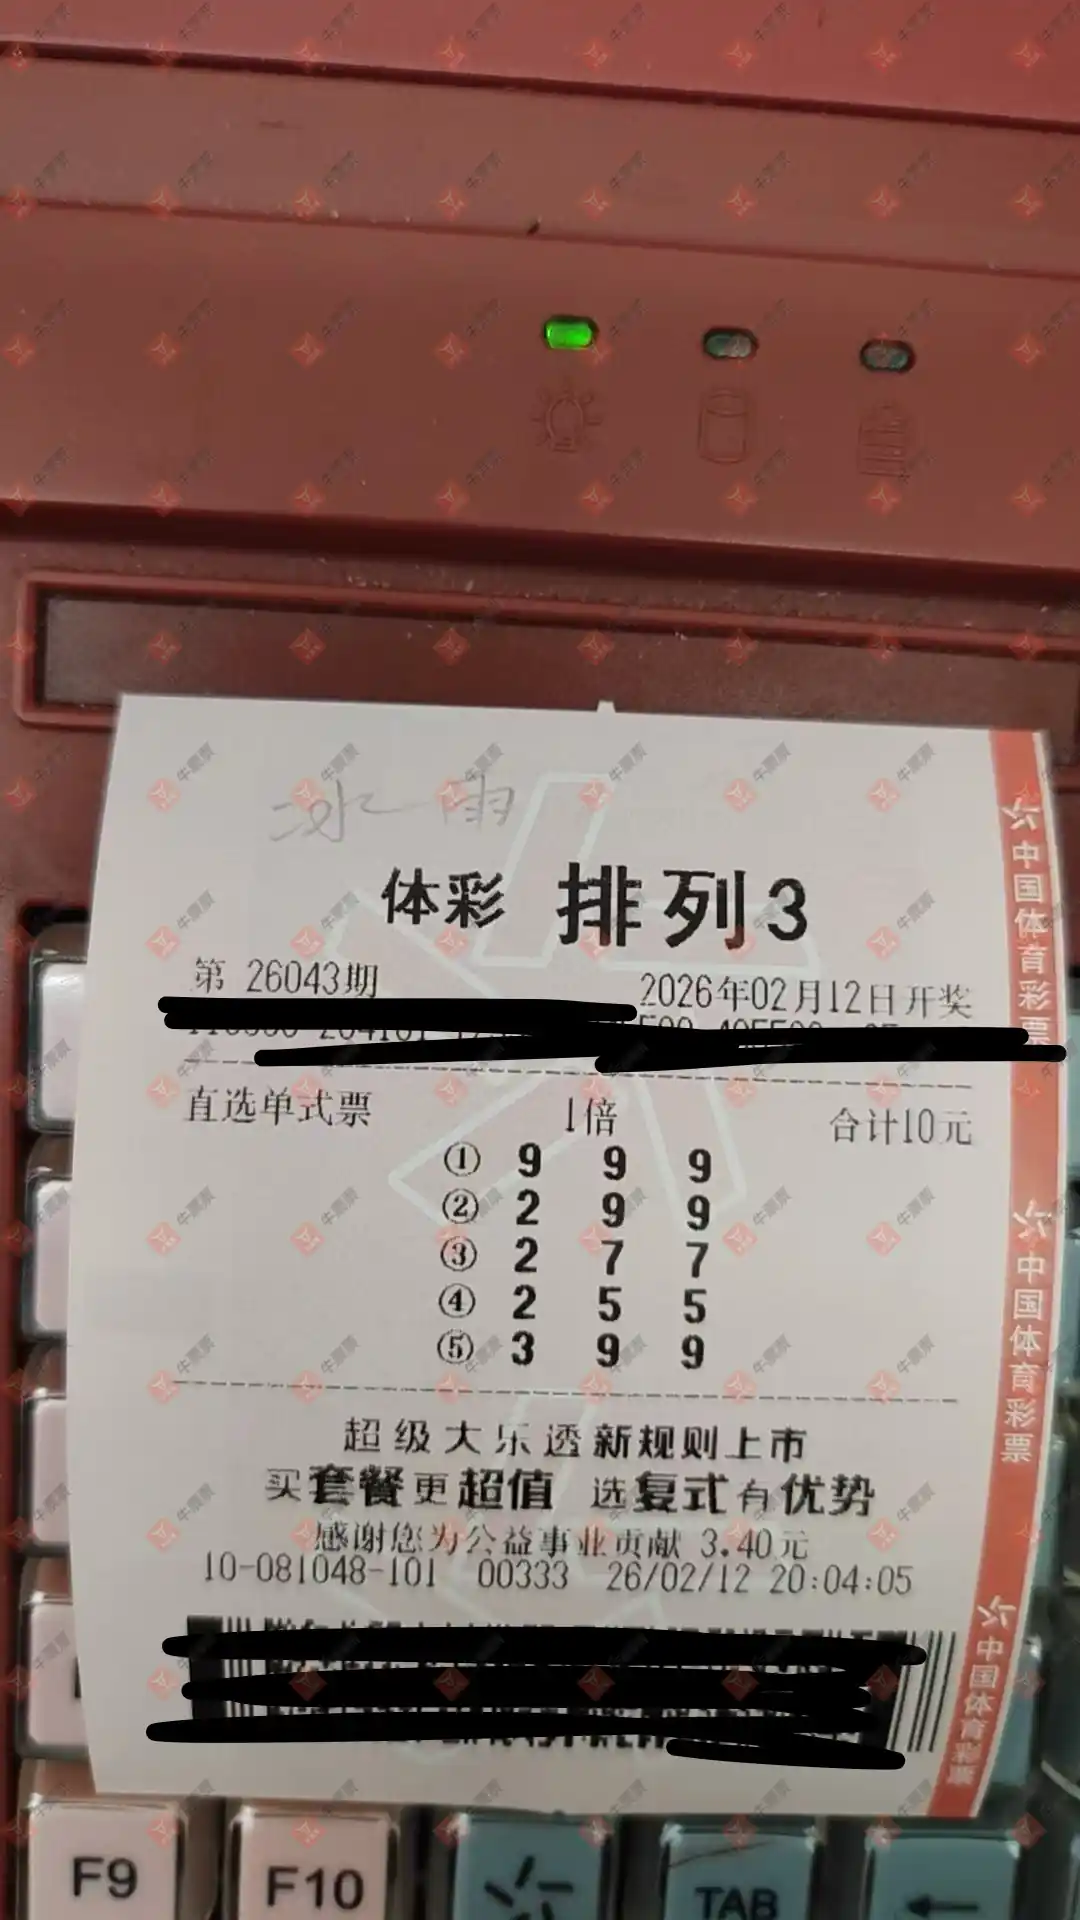 冰雨
体彩 排列3
第 26043期 2026年02月12日开奖
直选单式票 1倍 合计10元
① 9 9 9
② 2 9 9
③ 2 7 7
④ 2 5 5
⑤ 3 9 9
超级大乐透新规则上市
买套餐更超值 选复式有优势
感谢您为公益事业贡献 3.40元
10-081048-101 00333 26/02/12 20:04:05
中国体育彩票
中国体育彩票
中国体育彩票
F9
F10
TAB
牛票票